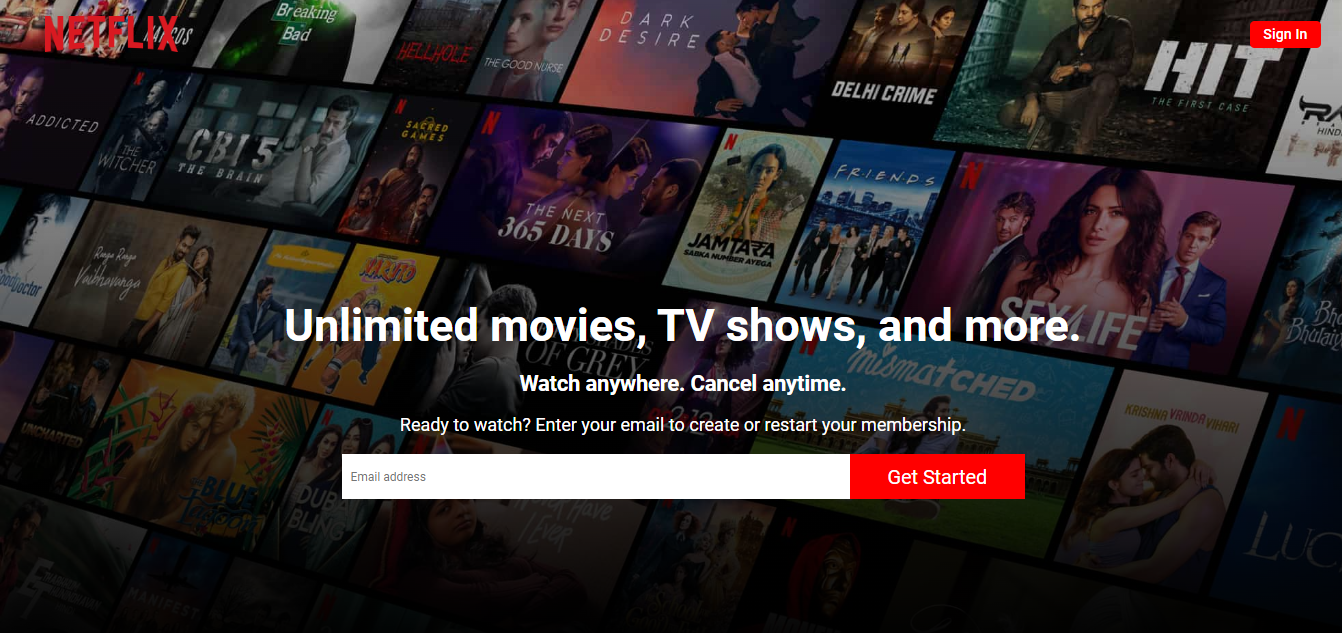 NETFLIX
Sign In
Breaking
Bad
HELLHOLE
THE GOOD NURSE
DARK
DESIRE
DELHI CRIME
HIT
THE FIRST CASE
ADDICTED
THE
WITCHER
CBI 5
THE BRAIN
SACRED
GAMES
THE NEXT
365 DAYS
JAMTARA
SABKA NUMBER AYEGA
FRIENDS
SEX/LIFE
Ranga Ranga
Vaibhavanga
NARUTO
Unlimited movies, TV shows, and more.
OF GREY
MISMATCHED
Watch anywhere. Cancel anytime.
Ready to watch? Enter your email to create or restart your membership.
Email address
Get Started
UNCHARTED
KRISHNA VRINDA VIHARI
BLUE
DUBAI
BLING
Have
I Ever
MANIFEST